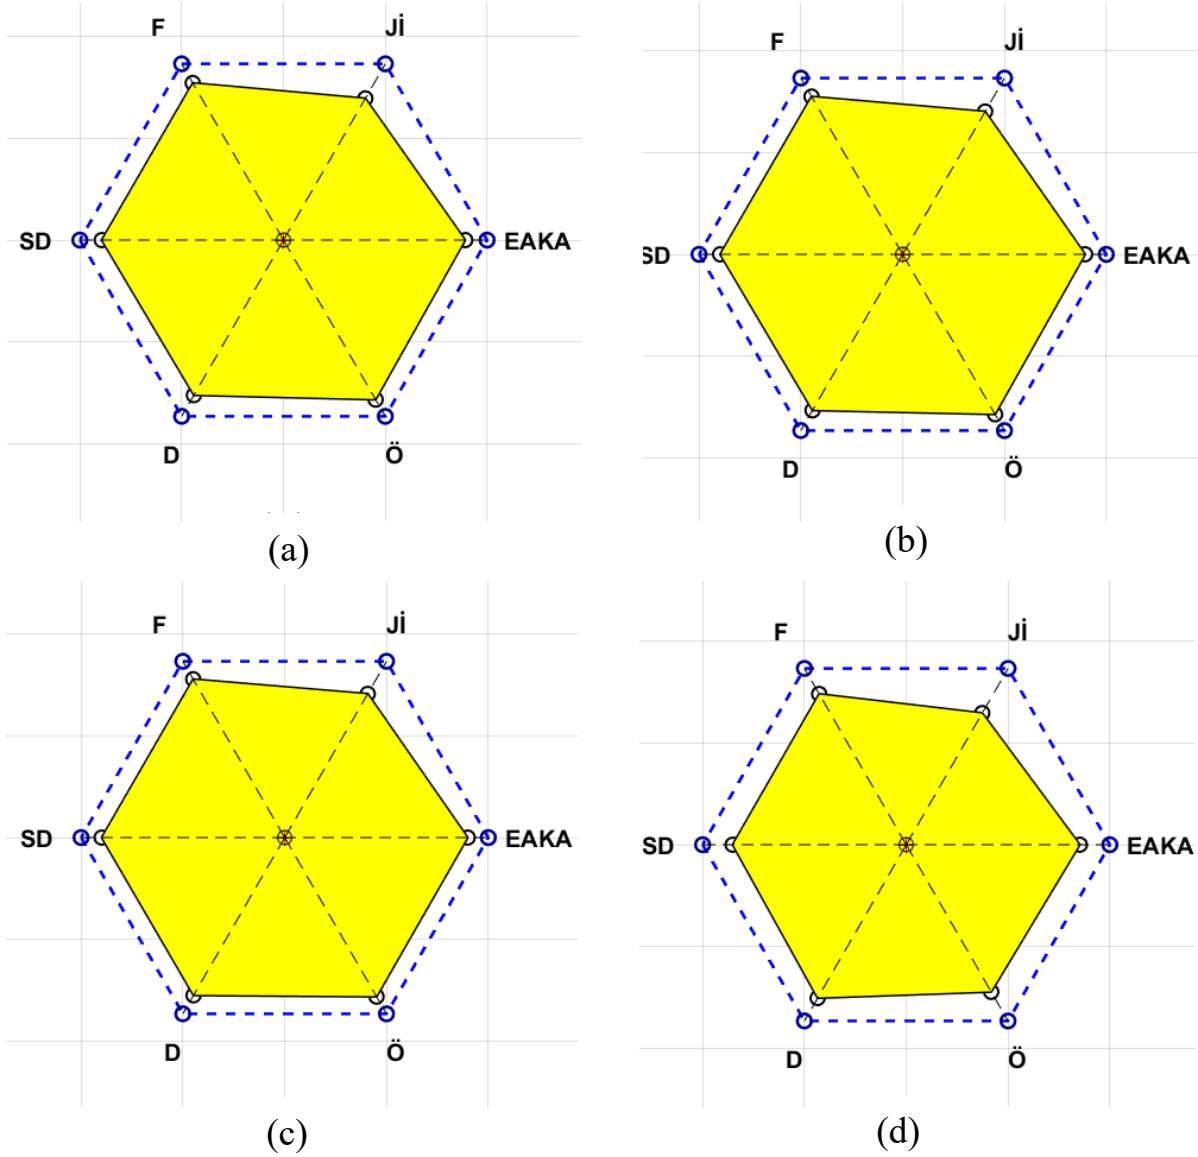 F Jİ
SD EAKA
D Ö
(a)
F Jİ
SD EAKA
D Ö
(b)
F Jİ
SD EAKA
D Ö
(c)
F Jİ
SD EAKA
D Ö
(d)